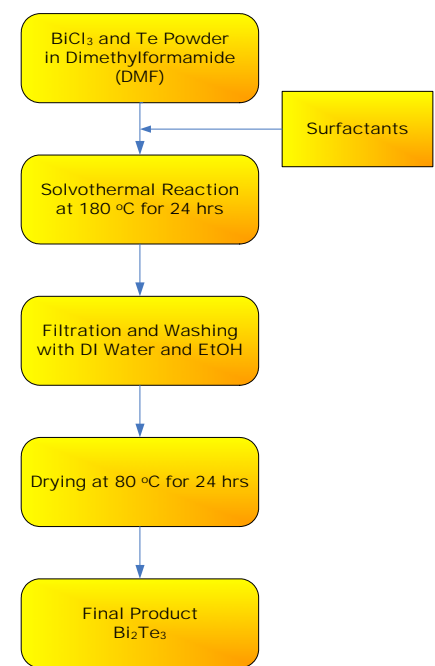 BiCl₃ and Te Powder
in Dimethylformamide
(DMF)
Surfactants
Solvothermal Reaction
at 180 ᵒC for 24 hrs
Filtration and Washing
with DI Water and EtOH
Drying at 80 ᵒC for 24 hrs
Final Product
Bi₂Te₃